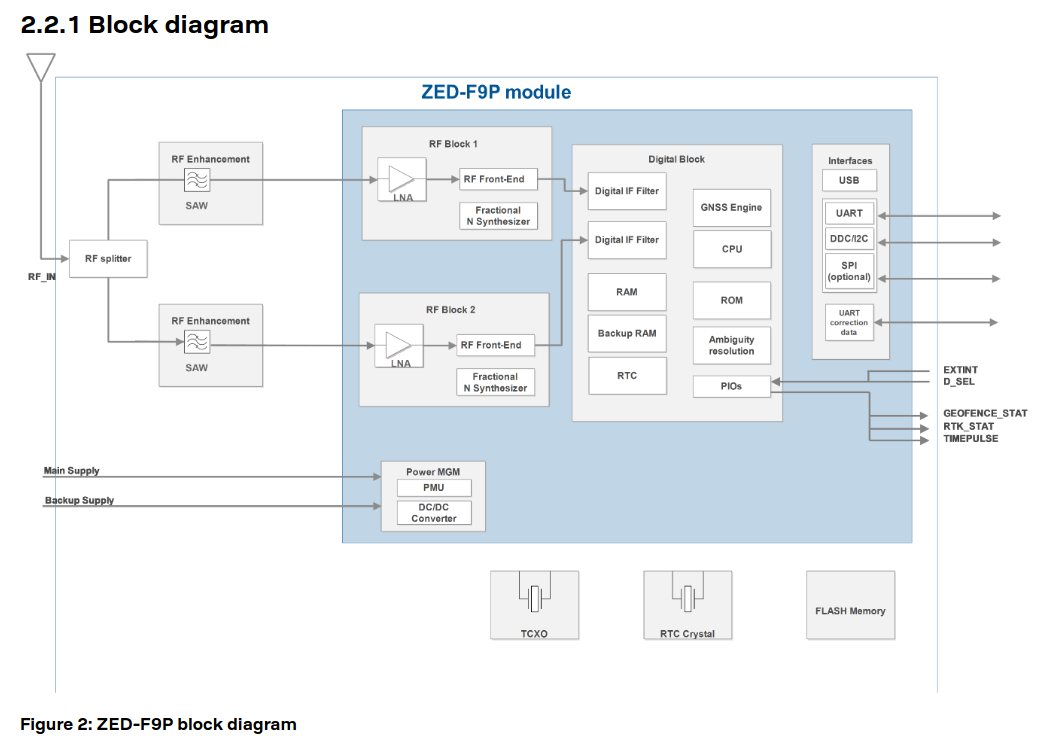 2.2.1 Block diagram
ZED-F9P module
RF_IN
RF splitter
RF Enhancement
SAW
RF Enhancement
SAW
RF Block 1
LNA
RF Front-End
Fractional
N Synthesizer
RF Block 2
LNA
RF Front-End
Fractional
N Synthesizer
Digital Block
Digital IF Filter
Digital IF Filter
RAM
Backup RAM
RTC
GNSS Engine
CPU
ROM
Ambiguity
resolution
PIOs
Interfaces
USB
UART
DDC/I2C
SPI
(optional)
UART
correction
data
EXTINT
D_SEL
GEOFENCE_STAT
RTK_STAT
TIMEPULSE
Main Supply
Backup Supply
Power MGM
PMU
DC/DC
Converter
TCXO
RTC Crystal
FLASH Memory
Figure 2: ZED-F9P block diagram